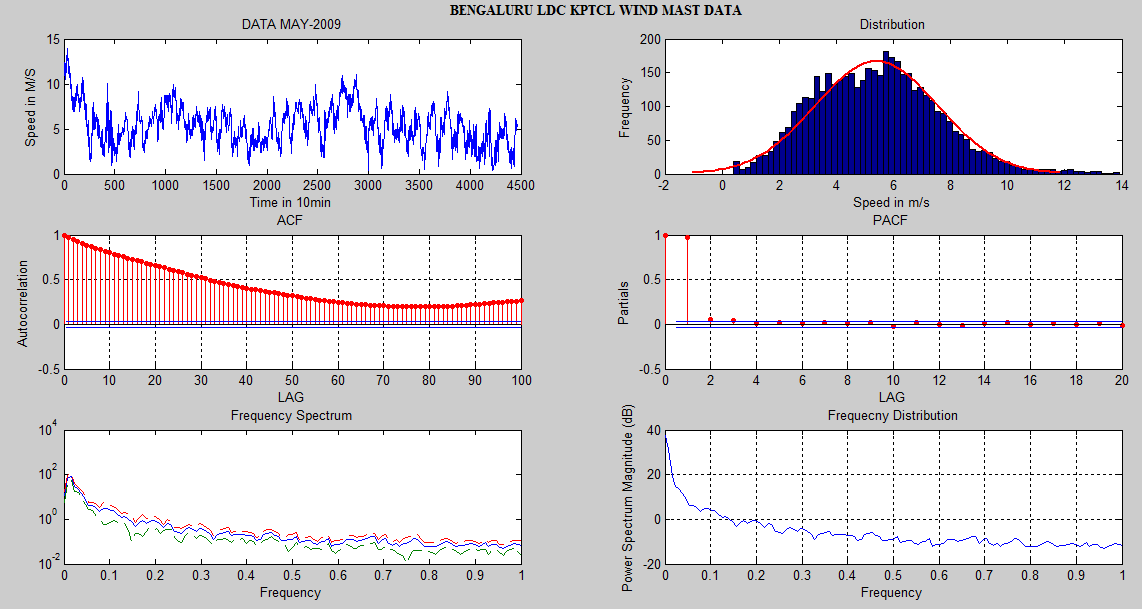 BENGALURU LDC KPTCL WIND MAST DATA
DATA MAY-2009
15
10
5
0
Speed in M/S
0 500 1000 1500 2000 2500 3000 3500 4000 4500
Time in 10min
Distribution
200
150
100
50
0
Frequency
-2 0 2 4 6 8 10 12 14
Speed in m/s
ACF
1
0.5
0
-0.5
Autocorrelation
0 10 20 30 40 50 60 70 80 90 100
LAG
PACF
1
0.5
0
-0.5
Partials
0 2 4 6 8 10 12 14 16 18 20
LAG
Frequency Spectrum
10^4
10^2
10^0
10^-2
0 0.1 0.2 0.3 0.4 0.5 0.6 0.7 0.8 0.9 1
Frequency
Frequecny Distribution
40
20
0
-20
Power Spectrum Magnitude (dB)
0 0.1 0.2 0.3 0.4 0.5 0.6 0.7 0.8 0.9 1
Frequency